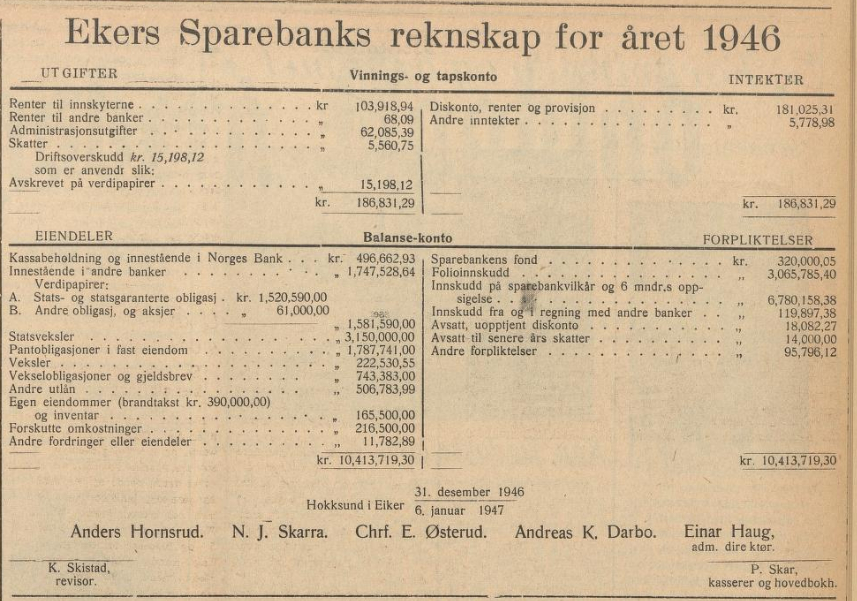 Ekers Sparebanks reknskap for året 1946
UTGIFTER
Vinnings- og tapskonto
INTEKTER
Renter til innskyterne . . . . . . . . . . . kr 103,918,94
Renter til andre banker . . . . . . . . . . . „ 68,09
Administrasjonsutgifter . . . . . . . . . . . „ 62,085,39
Skatter . . . . . . . . . . . „ 5,560,75
Driftsoverskudd kr. 15,198,12
som er anvendt slik:
Avskrevet på verdipapirer . . . . . . . . . . . „ 15,198,12
kr. 186,831,29
Diskonto, renter og provisjon . . . . . . . . kr. 181,025,31
Andre inntekter . . . . . . . . . . . „ 5,778,98
kr. 186,831,29
EIENDELER
Balanse-konto
FORPLIKTELSER
Kassabeholdning og innestående i Norges Bank . . kr. 496,662,93
Innestående i andre banker . . . . . . . . „ 1,747,528,64
Verdipapirer:
A. Stats- og statsgaranterte obligasj. kr. 1,520,590,00
B. Andre obligasj, og aksjer . . „ 61,000,00
„ 1,581,590,00
Statsveksler . . . . . . . . . . . „ 3,150,000,00
Pantobligasjoner i fast eiendom . . . . . . . . „ 1,787,741,00
Veksler . . . . . . . . . . . „ 222,530,55
Vekselobligasjoner og gjeldsbrev . . . . . . . . „ 743,383,00
Andre utlån . . . . . . . . . . . „ 506,783,99
Egen eiendommer (brandtakst kr. 390,000,00)
og inventar . . . . . . . . . . . „ 165,500,00
Forskutte omkostninger . . . . . . . . . . . „ 216,500,00
Andre fordringer eller eiendeler . . . . . . . . „ 11,782,89
kr. 10,413,719,30
Sparebankens fond . . . . . . . . . . . kr. 320,000,05
Folioinnskudd . . . . . . . . . . . „ 3,065,785,40
Innskudd på sparebankvilkår og 6 mndr.s opp-
sigelse . . . . . . . . . . . „ 6,780,158,38
Innskudd fra og i regning med andre banker . . „ 119,897,38
Avsatt, uopptjent diskonto . . . . . . . . „ 18,082,27
Avsatt til senere års skatter . . . . . . . . „ 14,000,00
Andre forpliktelser . . . . . . . . . . . „ 95,796,12
kr. 10,413,719,30
Hokksund i Eiker
31. desember 1946
6. januar 1947
Anders Hornsrud. N. J. Skarra. Chrf. E. Østerud. Andreas K. Darbo. Einar Haug,
adm. direktør.
K. Skistad,
revisor.
P. Skar,
kasserer og hovedbokh.